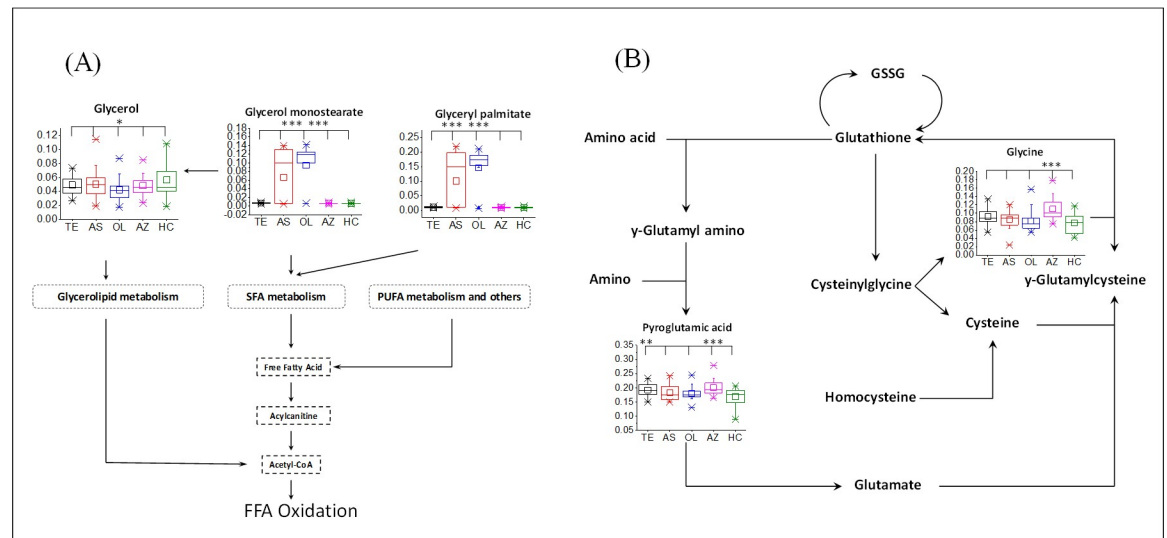 (A)
Glycerol
*
0.12
0.10
0.08
0.06
0.04
0.02
0.00
TE AS OL AZ HC
Glycerol monostearate
*** ***
0.18
0.16
0.14
0.12
0.10
0.08
0.06
0.04
0.02
0.00
-0.02
TE AS OL AZ HC
Glyceryl palmitate
*** ***
0.25
0.20
0.15
0.10
0.05
0.00
TE AS OL AZ HC
Glycerolipid metabolism
SFA metabolism
PUFA metabolism and others
Free Fatty Acid
Acylcanitine
Acetyl-CoA
FFA Oxidation
(B)
GSSG
Amino acid
Glutathione
Glycine
***
0.20
0.18
0.16
0.14
0.12
0.10
0.08
0.06
0.04
0.02
0.00
TE AS OL AZ HC
γ-Glutamyl amino
Amino
Cysteinylglycine
γ-Glutamylcysteine
Cysteine
Pyroglutamic acid
** ***
0.35
0.30
0.25
0.20
0.15
0.10
0.05
TE AS OL AZ HC
Homocysteine
Glutamate